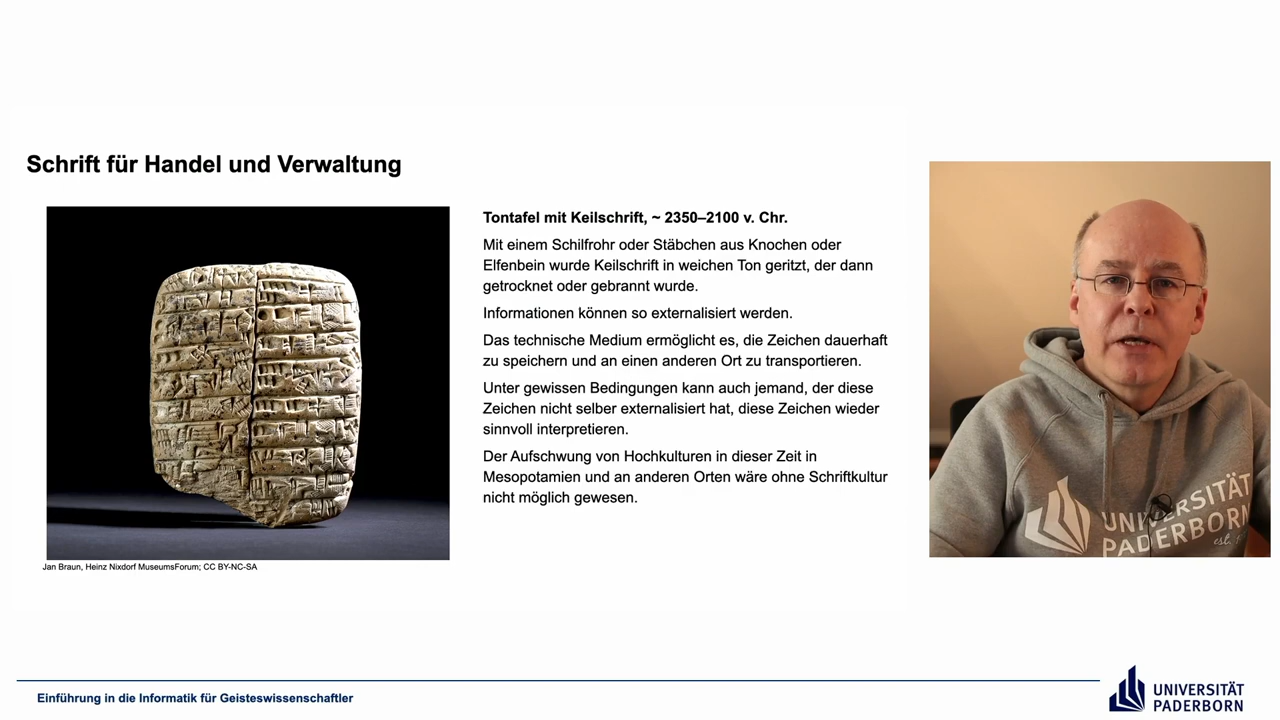 Schrift für Handel und Verwaltung
Tontafel mit Keilschrift, ~ 2350–2100 v. Chr.
Mit einem Schilfrohr oder Stäbchen aus Knochen oder
Elfenbein wurde Keilschrift in weichen Ton geritzt, der dann
getrocknet oder gebrannt wurde.
Informationen können so externalisiert werden.
Das technische Medium ermöglicht es, die Zeichen dauerhaft
zu speichern und an einen anderen Ort zu transportieren.
Unter gewissen Bedingungen kann auch jemand, der diese
Zeichen nicht selber externalisiert hat, diese Zeichen wieder
sinnvoll interpretieren.
Der Aufschwung von Hochkulturen in dieser Zeit in
Mesopotamien und an anderen Orten wäre ohne Schriftkultur
nicht möglich gewesen.
Jan Braun, Heinz Nixdorf MuseumsForum; CC BY-NC-SA
UNIVERSITÄT
PADERBORN
est.
Einführung in die Informatik für Geisteswissenschaftler
UNIVERSITÄT
PADERBORN